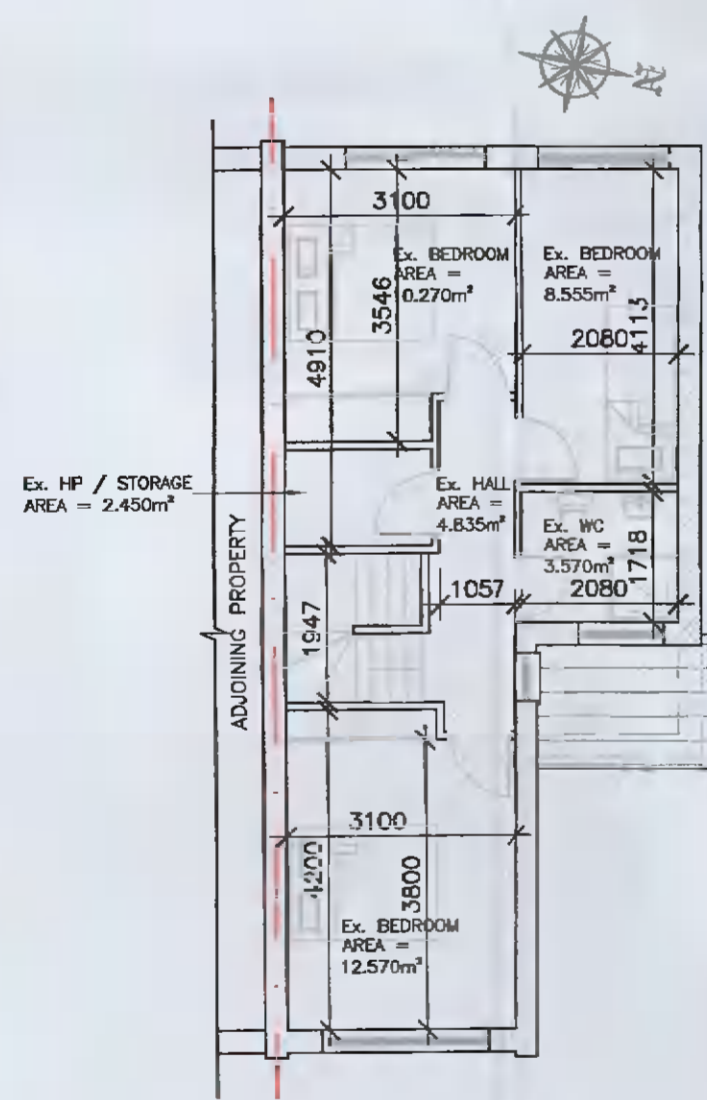 N
3100
Ex. BEDROOM
AREA =
0.270m²
3546
4910
Ex. BEDROOM
AREA =
8.555m²
2080
4113
Ex. HP / STORAGE
AREA = 2.450m²
Ex. HALL
AREA =
4.835m²
Ex. WC
AREA =
3.570m²
1718
1057
2080
1947
ADJOINING PROPERTY
3100
4200
3800
Ex. BEDROOM
AREA =
12.570m²